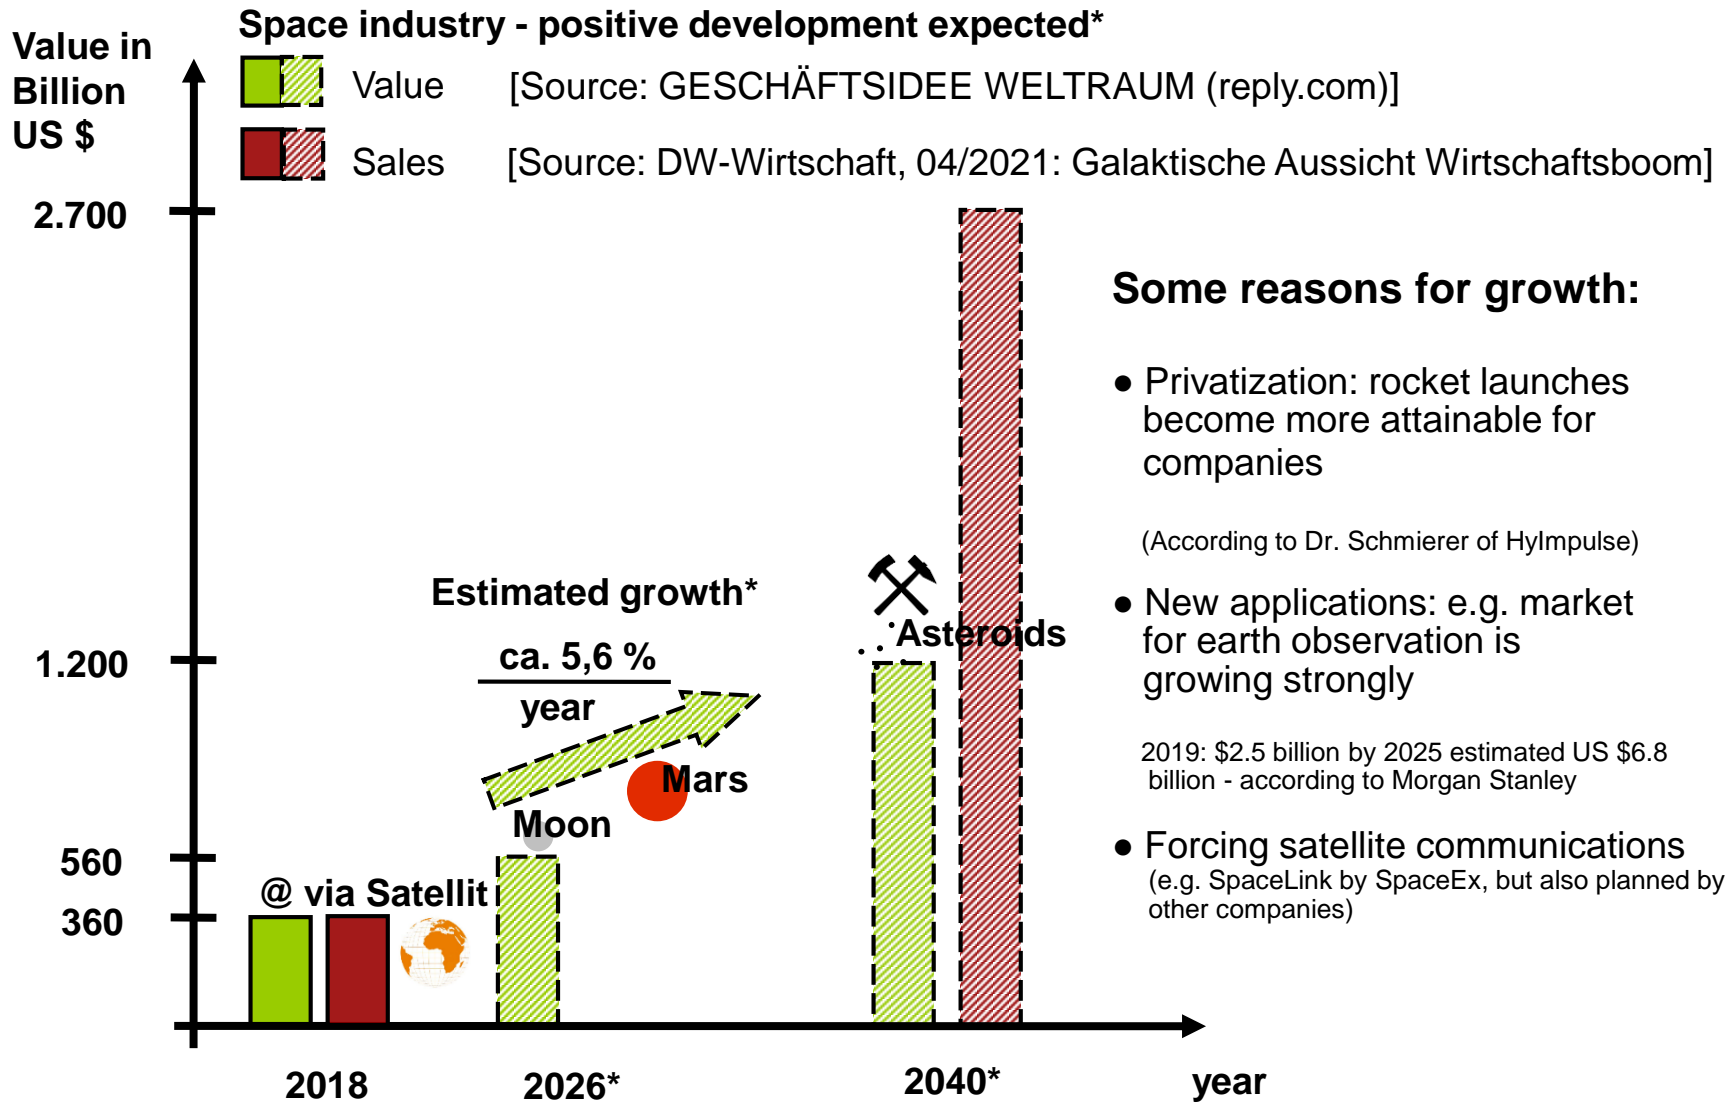 Space industry - positive development expected*
Value in
Billion
US $
Value [Source: GESCHÄFTSIDEE WELTRAUM (reply.com)]
Sales [Source: DW-Wirtschaft, 04/2021: Galaktische Aussicht Wirtschaftsboom]
2.700
1.200
560
360
Estimated growth*
ca. 5,6 %
year
Asteroids
Mars
Moon
@ via Satellit
2018
2026*
2040*
year
Some reasons for growth:
● Privatization: rocket launches
become more attainable for
companies
(According to Dr. Schmierer of HyImpulse)
● New applications: e.g. market
for earth observation is
growing strongly
2019: $2.5 billion by 2025 estimated US $6.8
billion - according to Morgan Stanley
● Forcing satellite communications
(e.g. SpaceLink by SpaceEx, but also planned by
other companies)